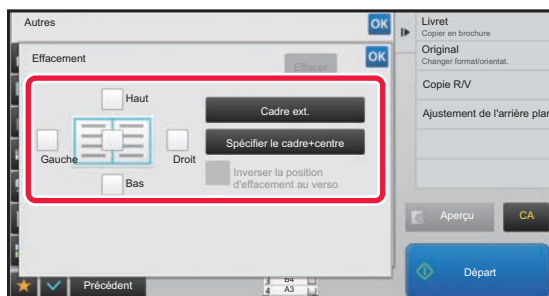 Autres
OK
Effacement
Effacer
OK
Haut
Gauche
Droit
Bas
Cadre ext.
Spécifier le cadre+centre
Inverser la position
d'effacement au verso
Précédent
B4
4 A3
Livret
Copier en brochure
Original
Changer format/orientat.
Copie R/V
Ajustement de l'arrière plan
Aperçu
CA
Départ